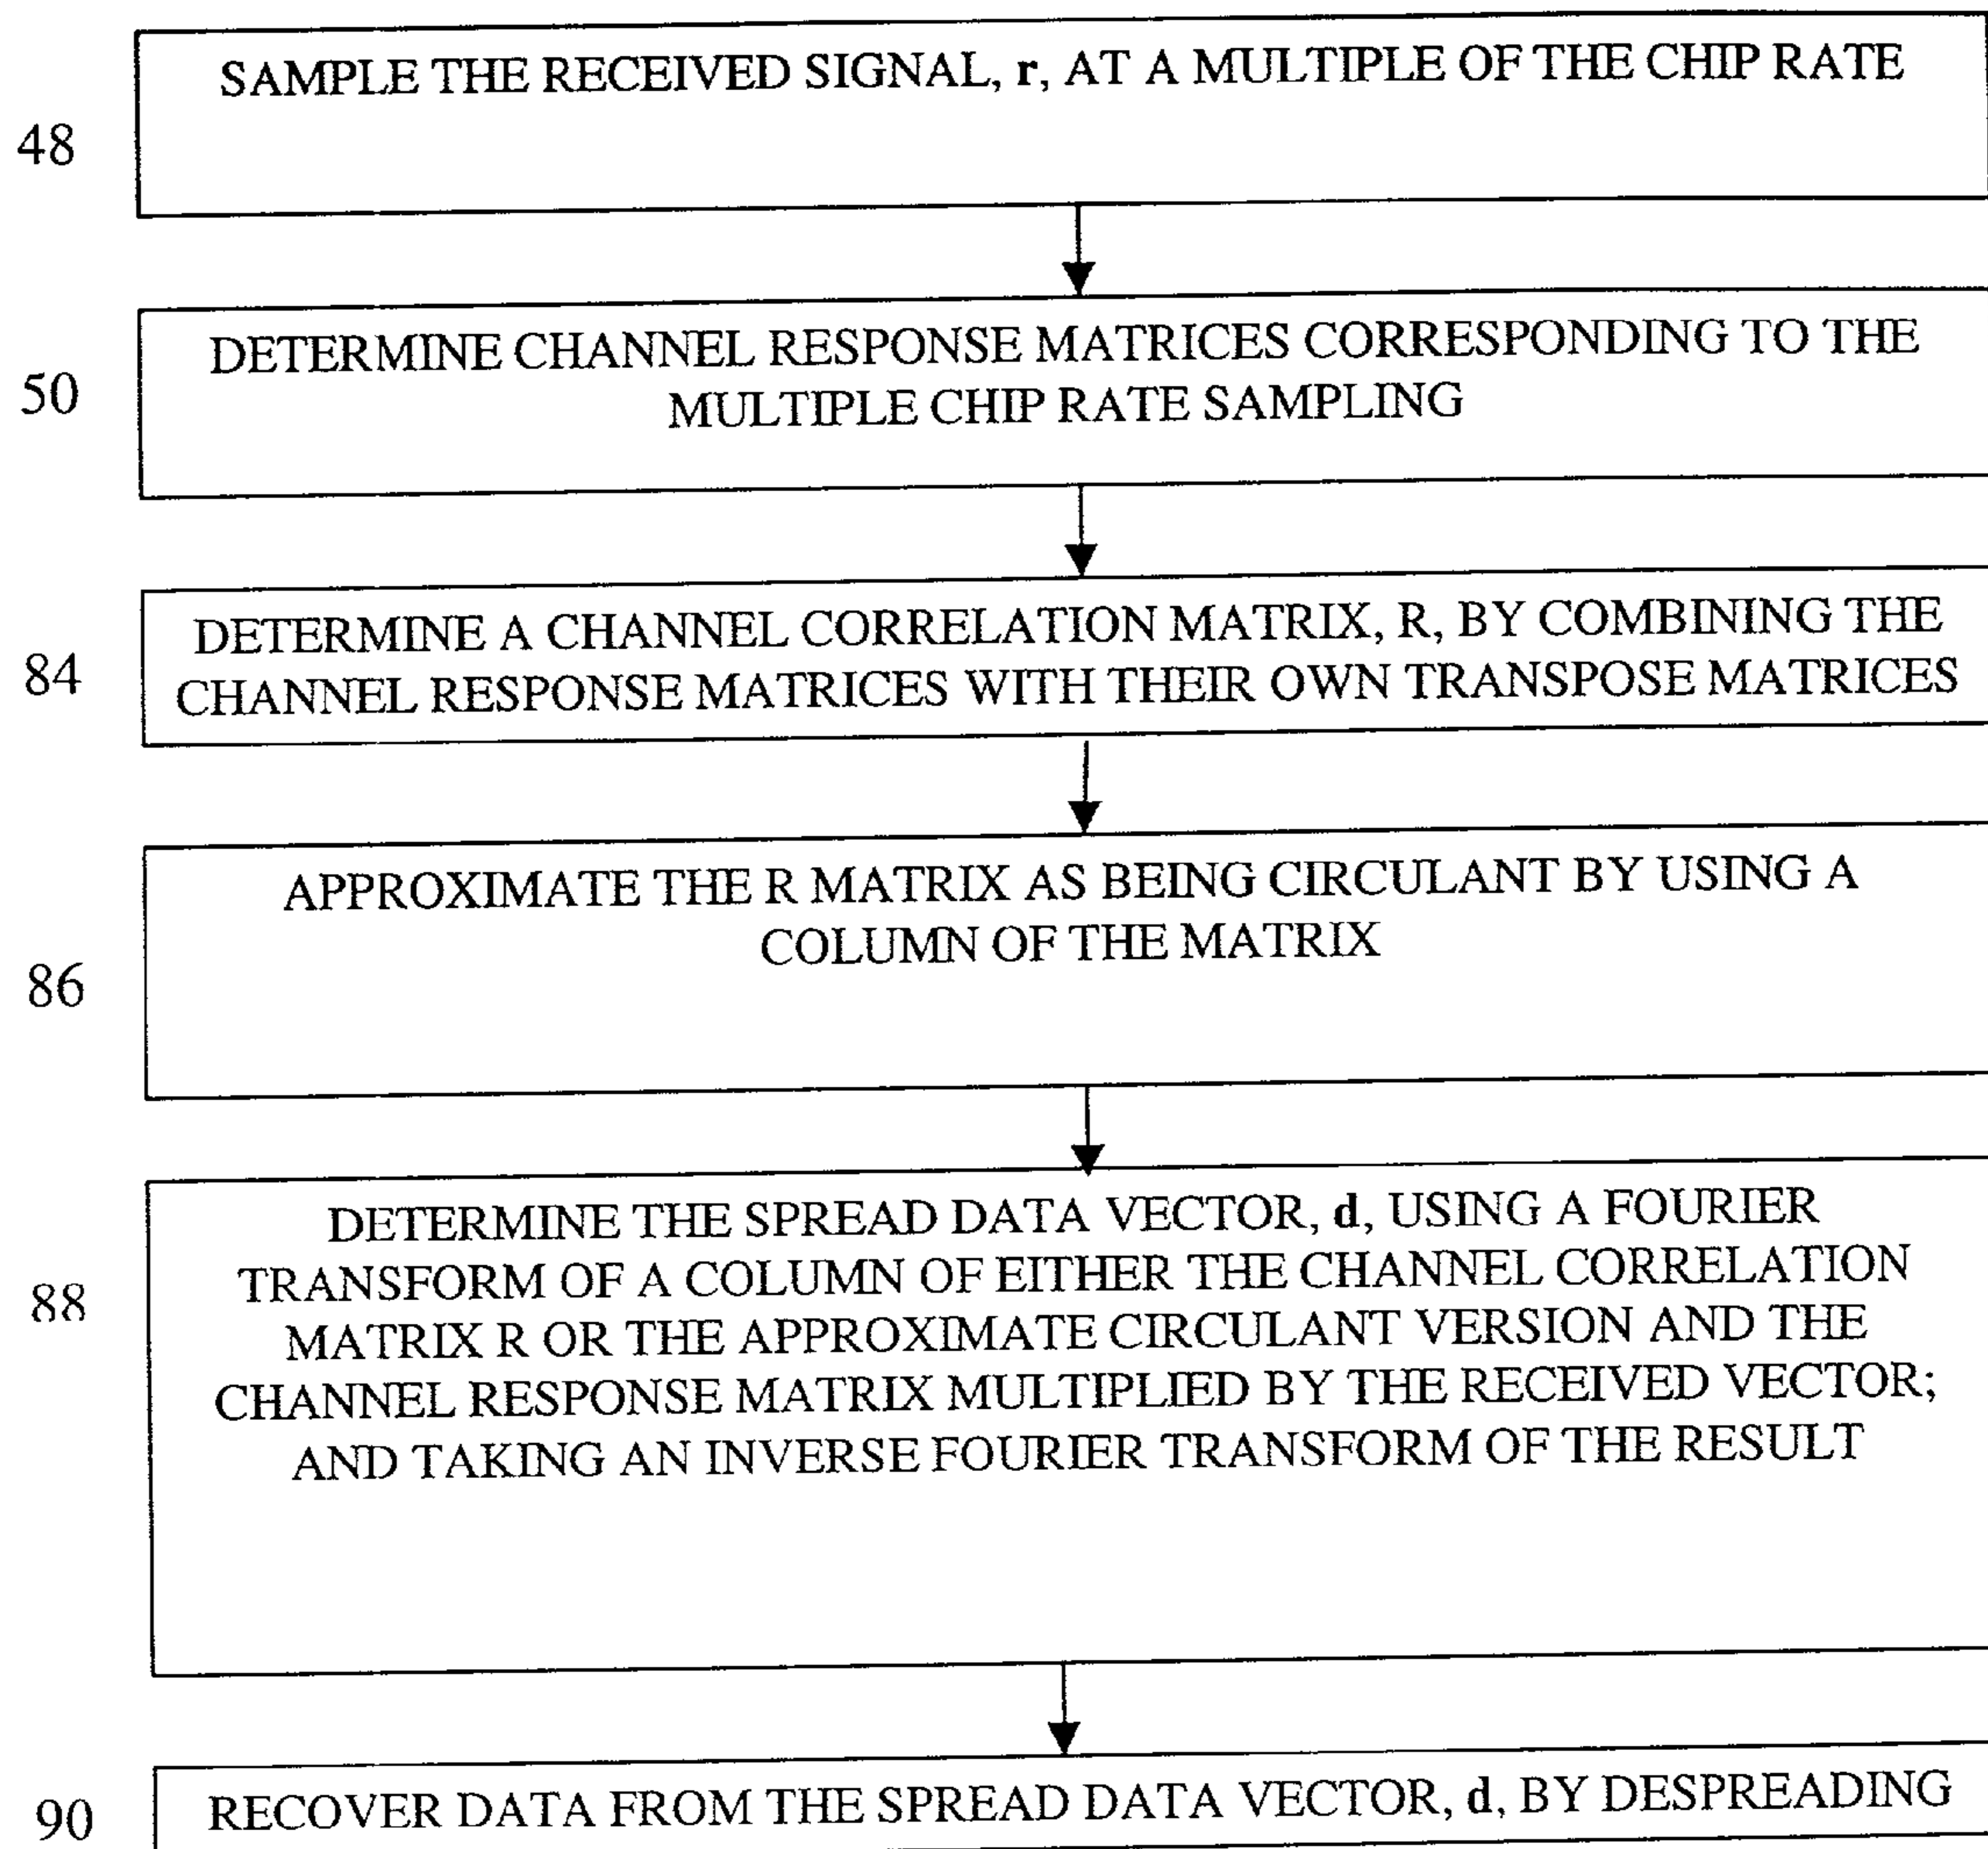 SAMPLE THE RECEIVED SIGNAL, r, AT A MULTIPLE OF THE CHIP RATE
48
DETERMINE CHANNEL RESPONSE MATRICES CORRESPONDING TO THE
MULTIPLE CHIP RATE SAMPLING
50
DETERMINE A CHANNEL CORRELATION MATRIX, R, BY COMBINING THE
CHANNEL RESPONSE MATRICES WITH THEIR OWN TRANSPOSE MATRICES
84
APPROXIMATE THE R MATRIX AS BEING CIRCULANT BY USING A
COLUMN OF THE MATRIX
86
DETERMINE THE SPREAD DATA VECTOR, d, USING A FOURIER
TRANSFORM OF A COLUMN OF EITHER THE CHANNEL CORRELATION
MATRIX R OR THE APPROXIMATE CIRCULANT VERSION AND THE
CHANNEL RESPONSE MATRIX MULTIPLIED BY THE RECEIVED VECTOR;
AND TAKING AN INVERSE FOURIER TRANSFORM OF THE RESULT
88
RECOVER DATA FROM THE SPREAD DATA VECTOR, d, BY DESPREADING
90